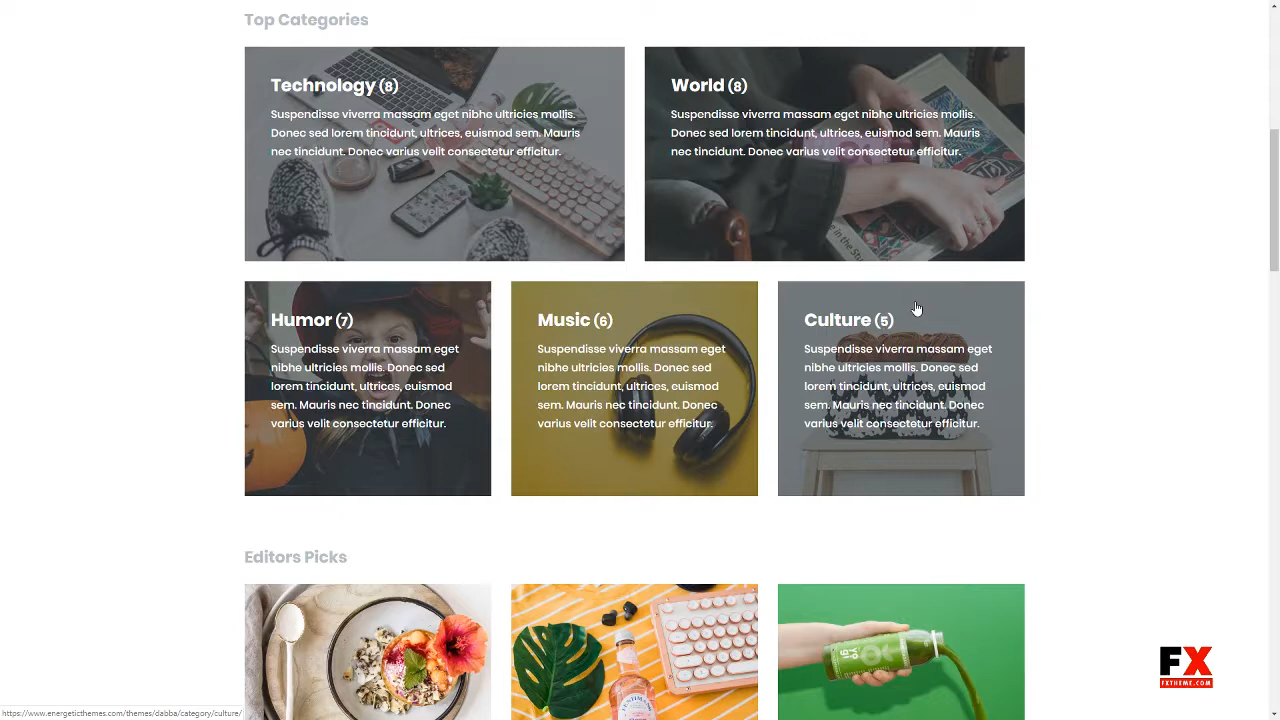 Top Categories
Technology (8)
Suspendisse viverra massam eget nibhe ultricies mollis.
Donec sed lorem tincidunt, ultrices, euismod sem. Mauris
nec tincidunt. Donec varius velit consectetur efficitur.
World (8)
Suspendisse viverra massam eget nibhe ultricies mollis.
Donec sed lorem tincidunt, ultrices, euismod sem. Mauris
nec tincidunt. Donec varius velit consectetur efficitur.
Humor (7)
Suspendisse viverra massam eget
nibhe ultricies mollis. Donec sed
lorem tincidunt, ultrices, euismod
sem. Mauris nec tincidunt. Donec
varius velit consectetur efficitur.
Music (6)
Suspendisse viverra massam eget
nibhe ultricies mollis. Donec sed
lorem tincidunt, ultrices, euismod
sem. Mauris nec tincidunt. Donec
varius velit consectetur efficitur.
Culture (5)
Suspendisse viverra massam eget
nibhe ultricies mollis. Donec sed
lorem tincidunt, ultrices, euismod
sem. Mauris nec tincidunt. Donec
varius velit consectetur efficitur.
Editors Picks
yo
gi
FX
FXTHEME.COM
https://www.energeticthemes.com/themes/dabba/category/culture/